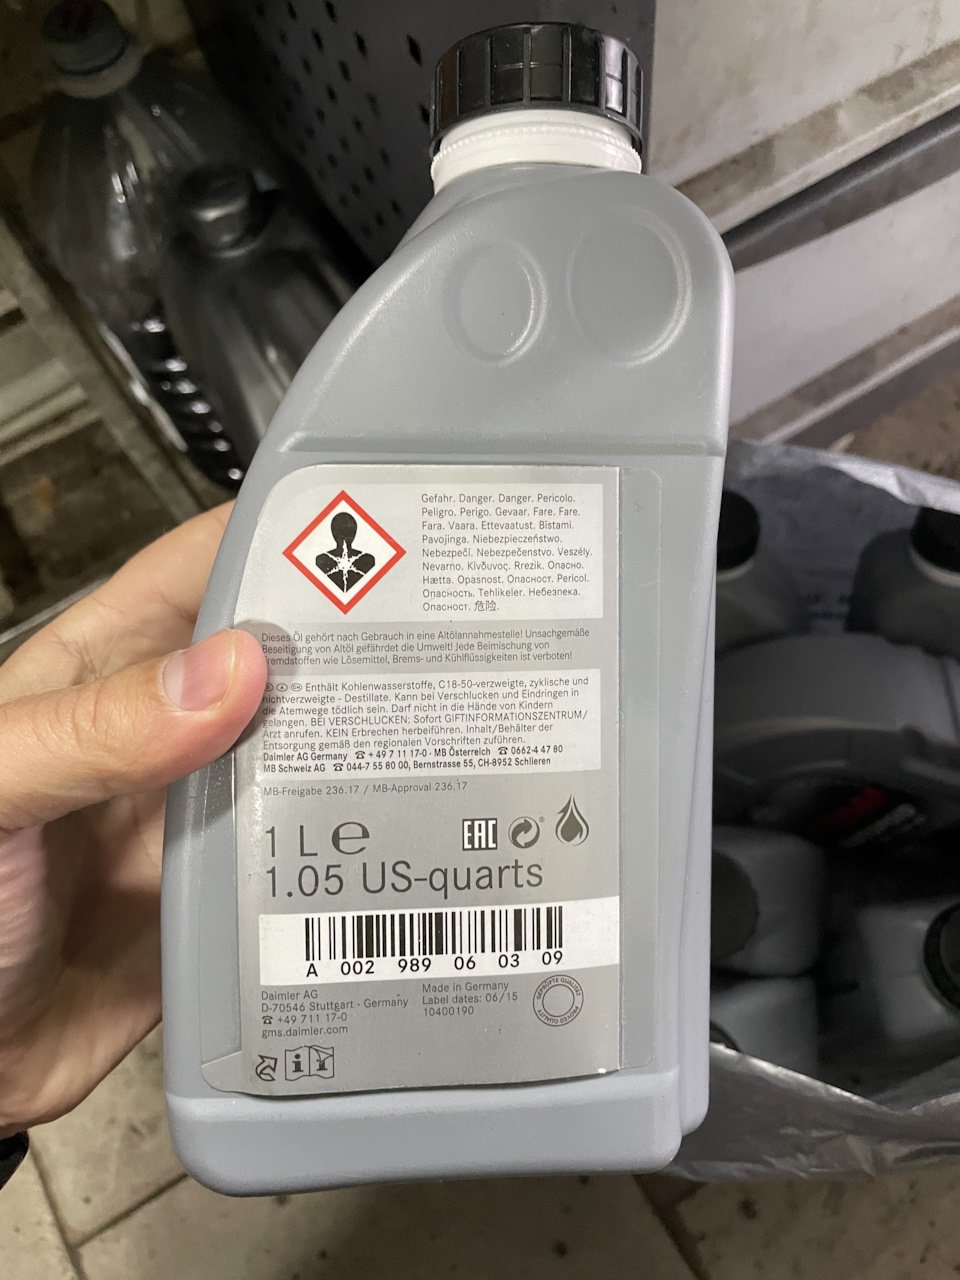 Gefahr. Danger. Danger. Pericolo.
Peligro. Perigo. Gevaar. Fare. Fare.
Fara. Vaara. Ettevaatust. Bīstami.
Pavojinga. Niebezpieczeństwo.
Nebezpečí. Nebezpečenstvo. Veszély.
Nevarno. Κίνδυνος. Rrezik. Опасно.
Hætta. Opasnost. Опасност. Pericol.
Опасность. Tehlikeler. Небезпека.
Опасност. 危险.
Dieses Öl gehört nach Gebrauch in eine Altölannahmestelle! Unsachgemäße
Beseitigung von Altöl gefährdet die Umwelt! Jede Beimischung von
Fremdstoffen wie Lösemittel, Brems- und Kühlflüssigkeiten ist verboten!
Enthält Kohlenwasserstoffe, C18-50-verzweigte, zyklische und
nichtverzweigte - Destillate. Kann bei Verschlucken und Eindringen in
die Atemwege tödlich sein. Darf nicht in die Hände von Kindern
gelangen. BEI VERSCHLUCKEN: Sofort GIFTINFORMATIONSZENTRUM/
Arzt anrufen. KEIN Erbrechen herbeiführen. Inhalt/Behälter der
Entsorgung gemäß den regionalen Vorschriften zuführen.
Daimler AG Germany ☎ + 49 7 11 17-0 · MB Österreich ☎ 0662-4 47 80
MB Schweiz AG ☎ 044-7 55 80 00, Bernstrasse 55, CH-8952 Schlieren
MB-Freigabe 236.17 / MB-Approval 236.17
1 L ℮
EAC
1.05 US-quarts
A 002 989 06 03 09
Daimler AG
D-70546 Stuttgart · Germany
☎ +49 711 17-0
gms.daimler.com
Made in Germany
Label dates: 06/15
10400190
GEPRÜFTE QUALITÄT
PROVED QUALITY